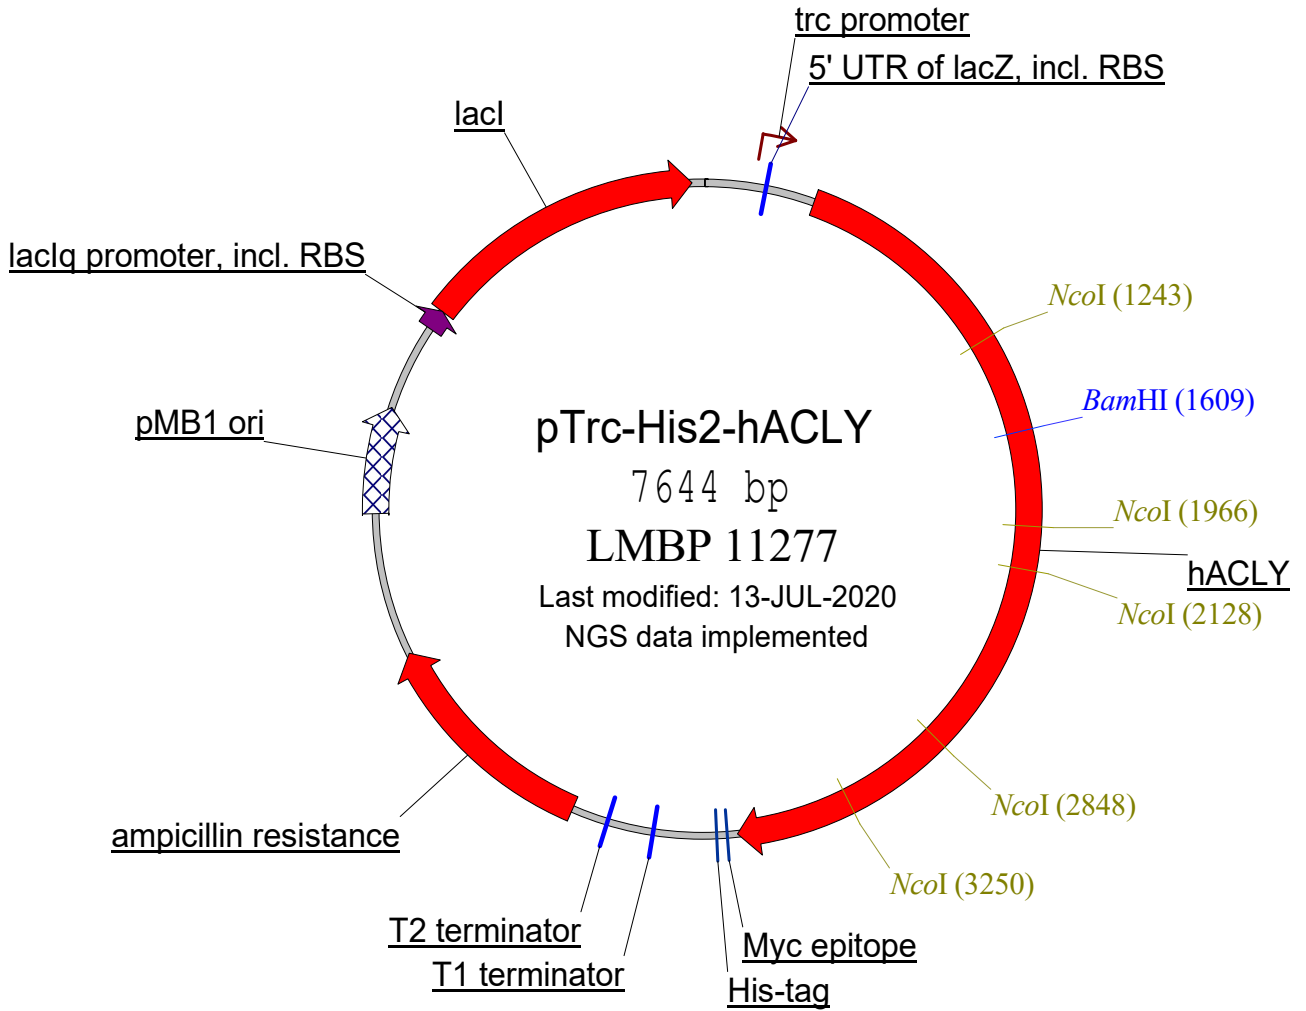 trc promoter
5' UTR of lacZ, incl. RBS
lacI
lacIq promoter, incl. RBS
NcoI (1243)
BamHI (1609)
pMB1 ori
pTrc-His2-hACLY
7644 bp
LMBP 11277
Last modified: 13-JUL-2020
NGS data implemented
NcoI (1966)
hACLY
NcoI (2128)
NcoI (2848)
ampicillin resistance
NcoI (3250)
T2 terminator
T1 terminator
Myc epitope
His-tag